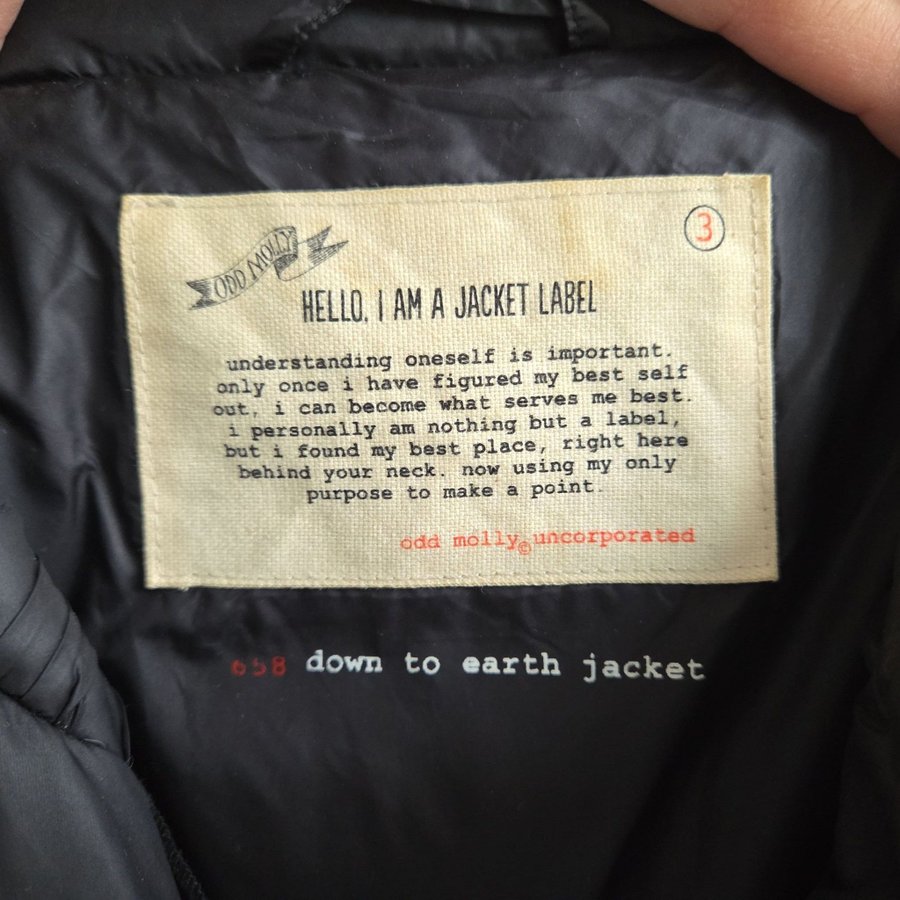 ODD MOLLY
3
HELLO, I AM A JACKET LABEL
understanding oneself is important.
only once i have figured my best self
out, i can become what serves me best.
i personally am nothing but a label,
but i found my best place, right here
behind your neck. now using my only
purpose to make a point.
odd molly©uncorporated
658 down to earth jacket